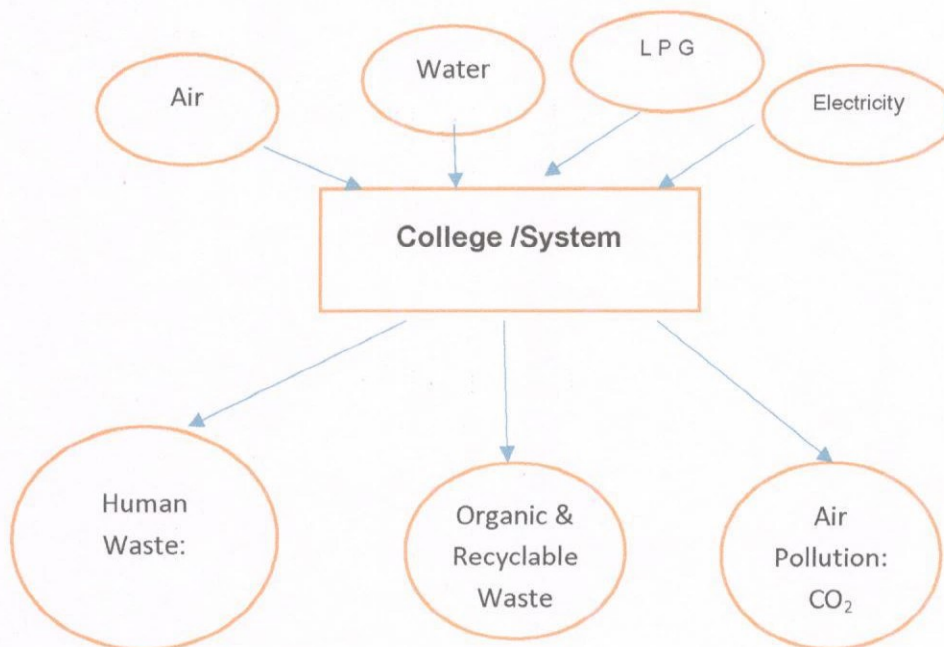 Air
Water
L P G
Electricity
College /System
Human
Waste:
Organic &
Recyclable
Waste
Air
Pollution:
CO₂